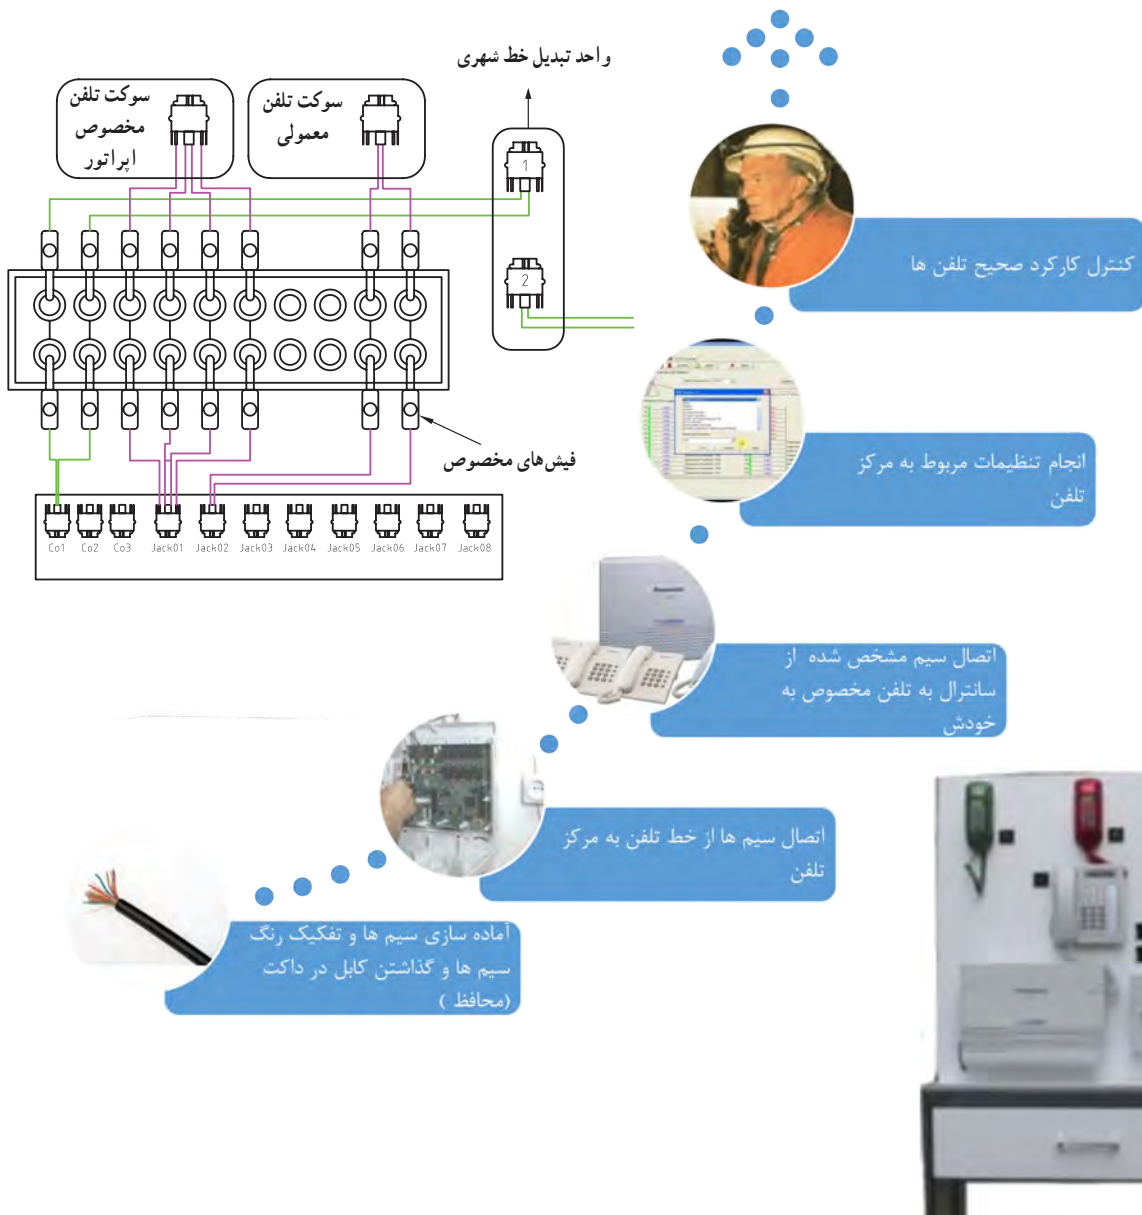 واحد تبدیل خط شهری
سوکت تلفن
مخصوص
اپراتور
سوکت تلفن
معمولی
1
2
فیش‌های مخصوص
Co1 Co2 Co3 Jack01 Jack02 Jack03 Jack04 Jack05 Jack06 Jack07 Jack08
کنترل کارکرد صحیح تلفن ها
انجام تنظیمات مربوط به مرکز
تلفن
اتصال سیم مشخص شده از
سانترال به تلفن مخصوص به
خودش
اتصال سیم ها از خط تلفن به مرکز
تلفن
آماده سازی سیم ها و تفکیک رنگ
سیم ها و گذاشتن کابل در داکت
(محافظ )